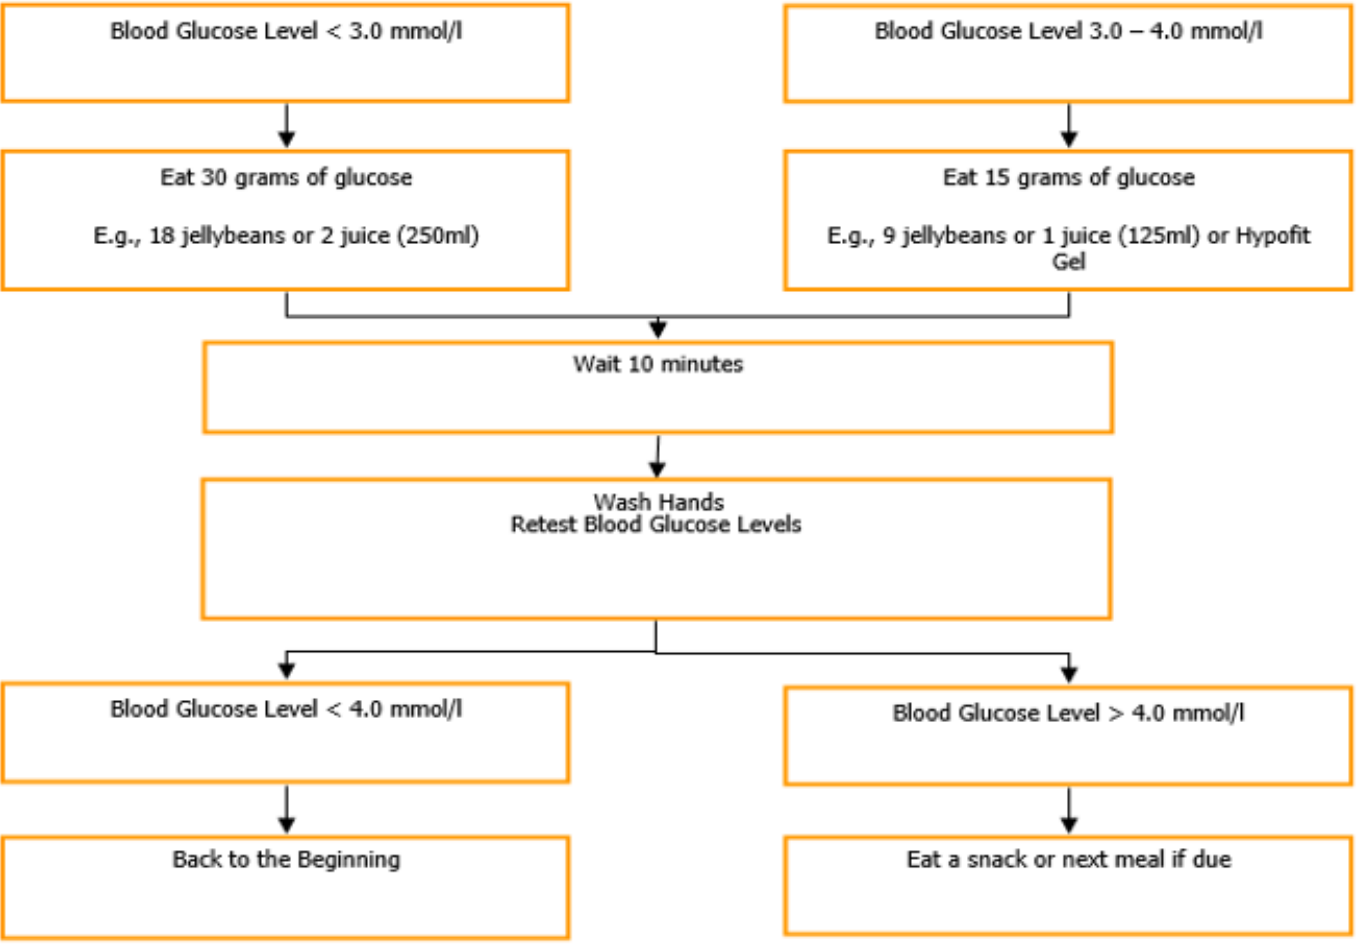 Blood Glucose Level < 3.0 mmol/l
Blood Glucose Level 3.0 – 4.0 mmol/l
Eat 30 grams of glucose
E.g., 18 jellybeans or 2 juice (250ml)
Eat 15 grams of glucose
E.g., 9 jellybeans or 1 juice (125ml) or Hypofit
Gel
Wait 10 minutes
Wash Hands
Retest Blood Glucose Levels
Blood Glucose Level < 4.0 mmol/l
Blood Glucose Level > 4.0 mmol/l
Back to the Beginning
Eat a snack or next meal if due